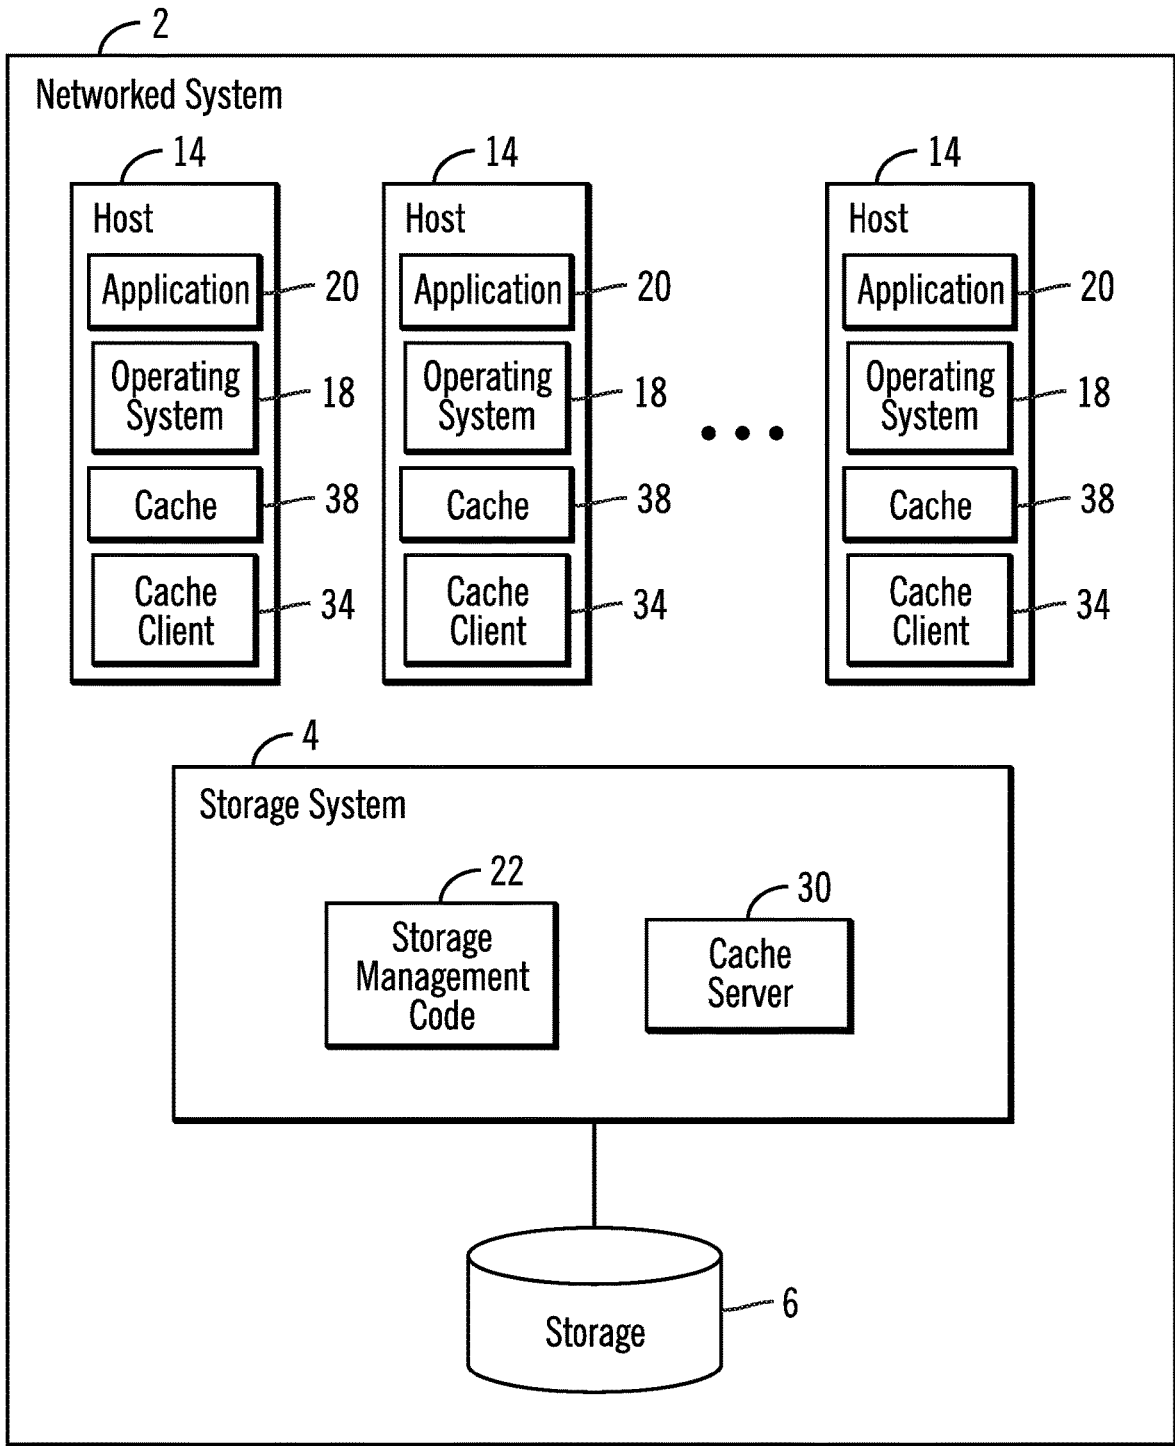 2
Networked System
14 14 14
Host Host Host
Application 20 Application 20 Application 20
Operating 18 Operating 18 Operating 18
System System System
Cache 38 Cache 38 Cache 38
Cache 34 Cache 34 Cache 34
Client Client Client
4
Storage System
22 30
Storage Cache
Management Server
Code
Storage 6